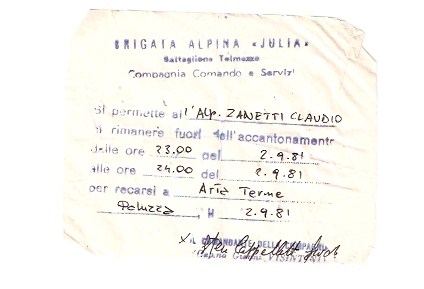 BRIGATA ALPINA «JULIA»
Battaglione Tolmezzo
Compagnia Comando e Servizi
Si permette all'Alp. ZANETTI CLAUDIO
di rimanere fuori dell'accantonamento
dalle ore 23.00 del 2.9.81
alle ore 24.00 del 2.9.81
per recarsi a Arta Terme
Paluzza, lì 2.9.81
IL COMANDANTE DELLA COMPAGNIA